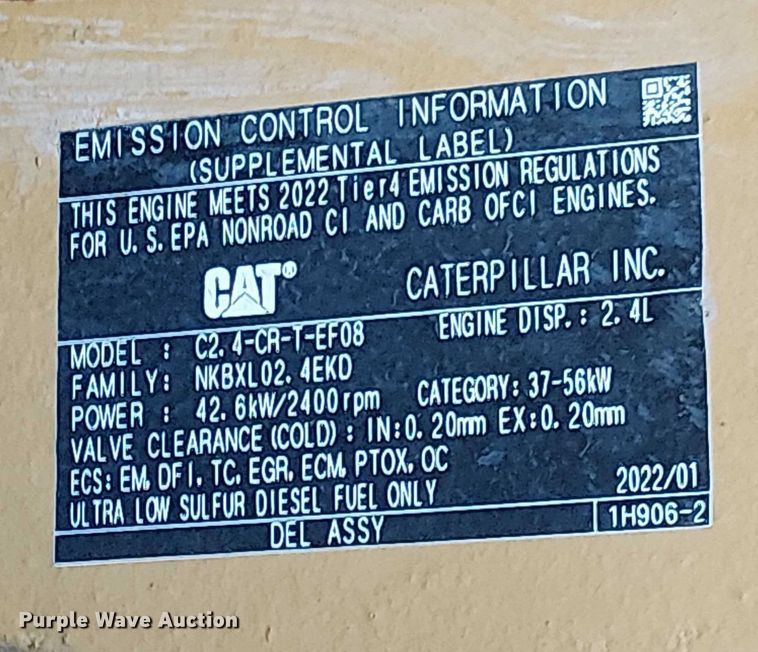 EMISSION CONTROL INFORMATION
(SUPPLEMENTAL LABEL)
THIS ENGINE MEETS 2022 Tier4 EMISSION REGULATIONS
FOR U.S.EPA NONROAD CI AND CARB OFCI ENGINES.
CAT® CATERPILLAR INC.
MODEL : C2.4-CR-T-EF08 ENGINE DISP.: 2.4L
FAMILY: NKBXL02.4EKD
POWER : 42.6kW/2400rpm CATEGORY: 37-56kW
VALVE CLEARANCE(COLD): IN:0.20mm EX:0.20mm
ECS: EM, DFI, TC, EGR, ECM, PTOX, OC
ULTRA LOW SULFUR DIESEL FUEL ONLY 2022/01
DEL ASSY 1H906-2
Purple Wave Auction